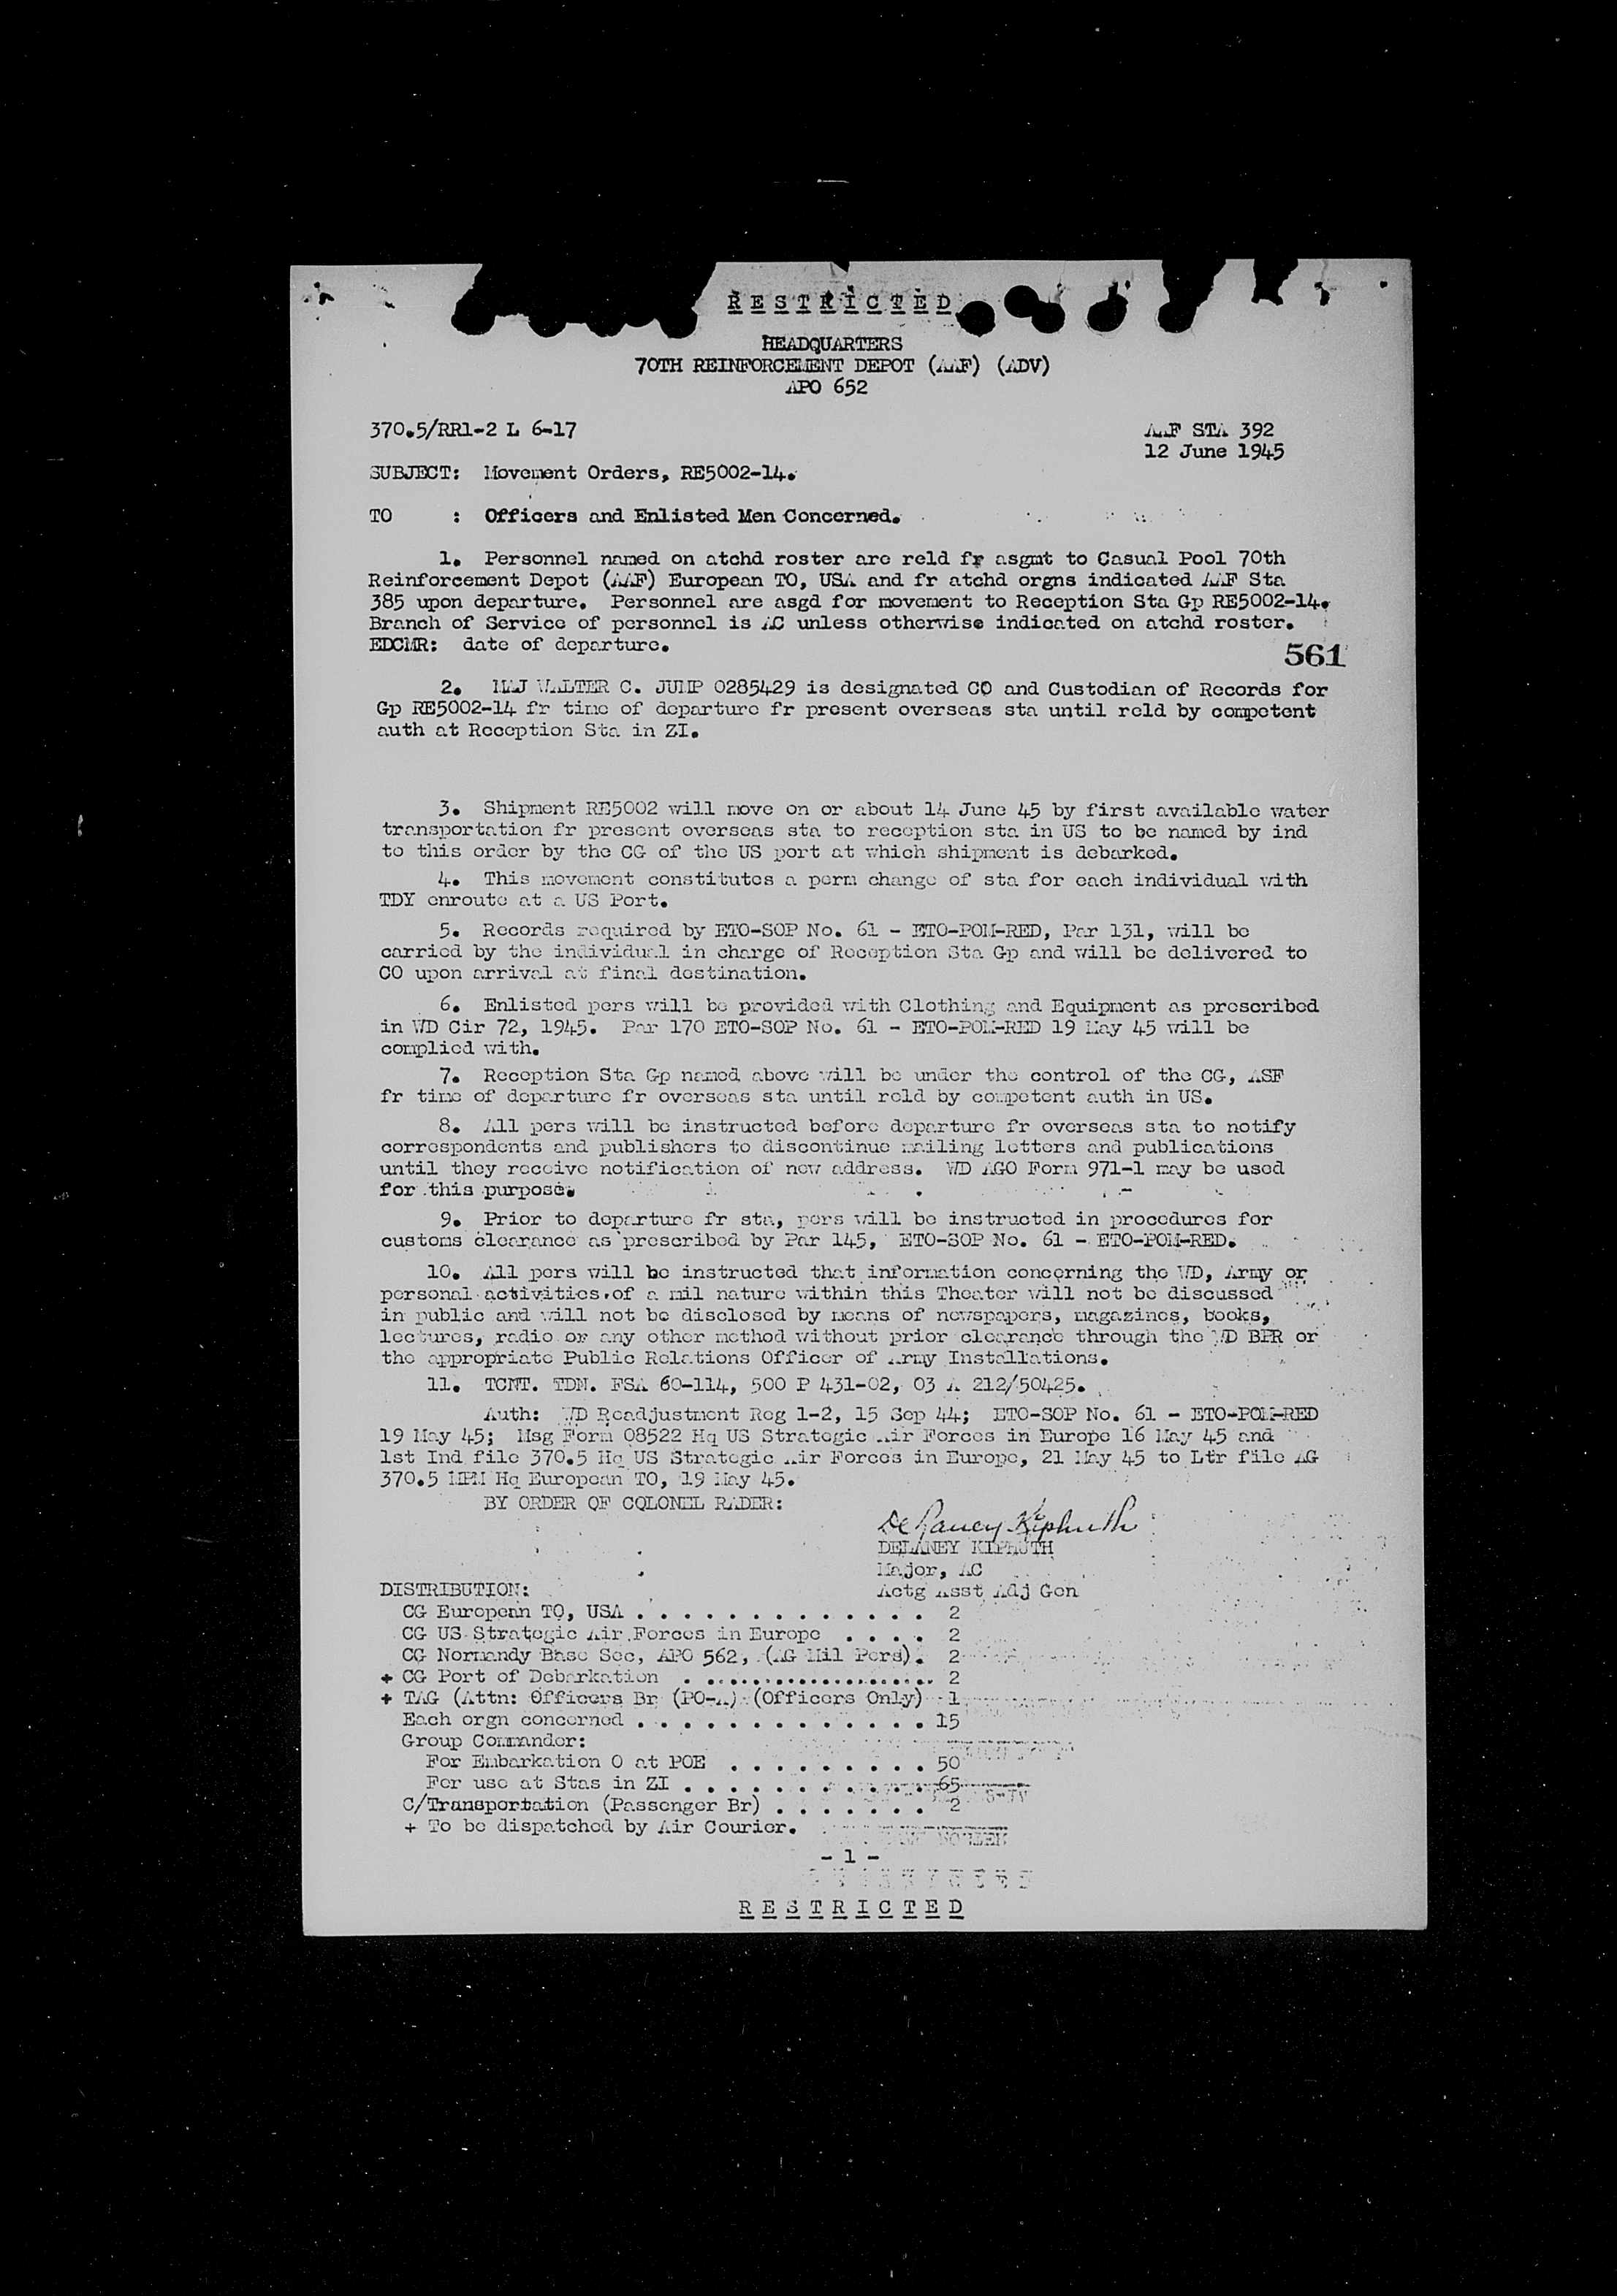 RESTRICTED
HEADQUARTERS
70TH REINFORCEMENT DEPOT (AAF) (ADV)
APO 652
370.5/RR1-2 L 6-17
AAF STA 392
12 June 1945
SUBJECT: Movement Orders, RE5002-14.
TO : Officers and Enlisted Men Concerned.
1. Personnel named on atchd roster are reld fr asgmt to Casual Pool 70th
Reinforcement Depot (AAF) European TO, USA and fr atchd orgns indicated AAF Sta
385 upon departure. Personnel are asgd for movement to Reception Sta Gp RE5002-14.
Branch of Service of personnel is AC unless otherwise indicated on atchd roster.
EDCMR: date of departure.
561
2. MAJ WALTER C. JUMP 0285429 is designated CO and Custodian of Records for
Gp RE5002-14 fr time of departure fr present overseas sta until reld by competent
auth at Reception Sta in ZI.
3. Shipment RE5002 will move on or about 14 June 45 by first available water
transportation fr present overseas sta to reception sta in US to be named by ind
to this order by the CG of the US port at which shipment is debarked.
4. This movement constitutes a perm change of sta for each individual with
TDY enroute at a US Port.
5. Records required by ETO-SOP No. 61 - ETO-POM-RED, Par 131, will be
carried by the individual in charge of Reception Sta Gp and will be delivered to
CO upon arrival at final destination.
6. Enlisted pers will be provided with Clothing and Equipment as prescribed
in WD Cir 72, 1945. Par 170 ETO-SOP No. 61 - ETO-POM-RED 19 May 45 will be
complied with.
7. Reception Sta Gp named above will be under the control of the CG, ASF
fr time of departure fr overseas sta until reld by competent auth in US.
8. All pers will be instructed before departure fr overseas sta to notify
correspondents and publishers to discontinue mailing letters and publications
until they receive notification of new address. WD AGO Form 971-1 may be used
for this purpose.
9. Prior to departure fr sta, pers will be instructed in procedures for
customs clearance as prescribed by Par 145, ETO-SOP No. 61 - ETO-POM-RED.
10. All pers will be instructed that information concerning the WD, Army or
personal activities of a mil nature within this Theater will not be discussed
in public and will not be disclosed by means of newspapers, magazines, books,
lectures, radio or any other method without prior clearance through the WD BPR or
the appropriate Public Relations Officer of Army Installations.
11. TCNT. TDN. FSA 60-114, 500 P 431-02, 03 A 212/50425.
Auth: WD Readjustment Reg 1-2, 15 Sep 44; ETO-SOP No. 61 - ETO-POM-RED
19 May 45; Msg Form 08522 Hq US Strategic Air Forces in Europe 16 May 45 and
1st Ind file 370.5 Hq US Strategic Air Forces in Europe, 21 May 45 to Ltr file AG
370.5 MPM Hq European TO, 19 May 45.
BY ORDER OF COLONEL RADER:
DeLaney Kiphuth
DELANEY KIPHUTH
Major, AC
Actg Asst Adj Gen
DISTRIBUTION:
CG European TO, USA . . . . . . . . . . . . . 2
CG US Strategic Air Forces in Europe . . . . 2
CG Normandy Base Sec, APO 562, (AG Mil Pers). 2
+ CG Port of Debarkation . .................... 2
+ TAG (Attn: Officers Br (PO-A) (Officers Only) 1
Each orgn concerned . . . . . . . . . . . . . 15
Group Commander:
For Embarkation O at POE . . . . . . . . . 50
For use at Stas in ZI . . . . . . . . . . . 65
C/Transportation (Passenger Br) . . . . . . . 2
+ To be dispatched by Air Courier.
- 1 -
RESTRICTED